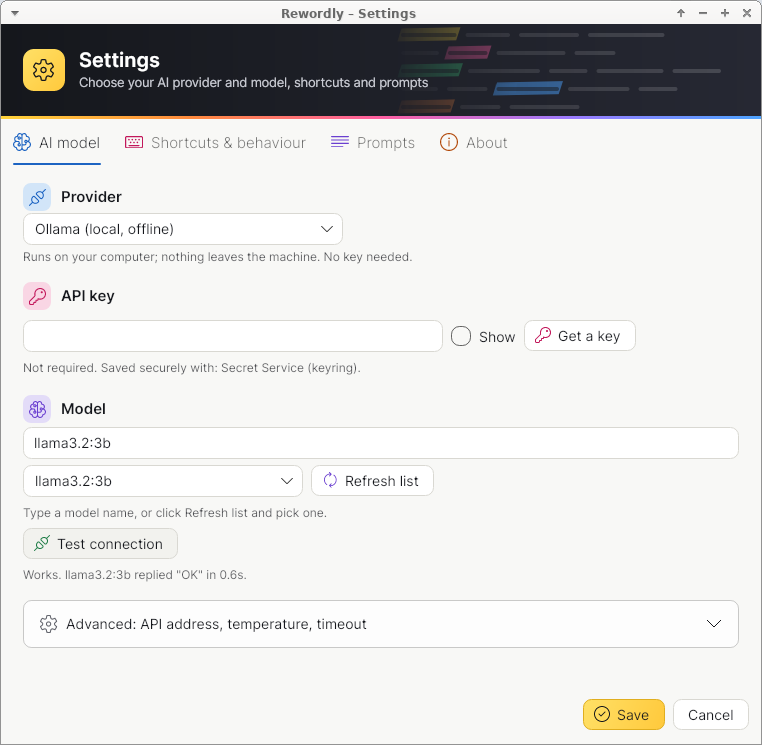 Rewordly – Settings
Settings
Choose your AI provider and model, shortcuts and prompts
AI model
Shortcuts & behaviour
Prompts
About
Provider
Ollama (local, offline)
Runs on your computer; nothing leaves the machine. No key needed.
API key
Show
Get a key
Not required. Saved securely with: Secret Service (keyring).
Model
llama3.2:3b
llama3.2:3b
Refresh list
Type a model name, or click Refresh list and pick one.
Test connection
Works. llama3.2:3b replied "OK" in 0.6s.
Advanced: API address, temperature, timeout
Save
Cancel